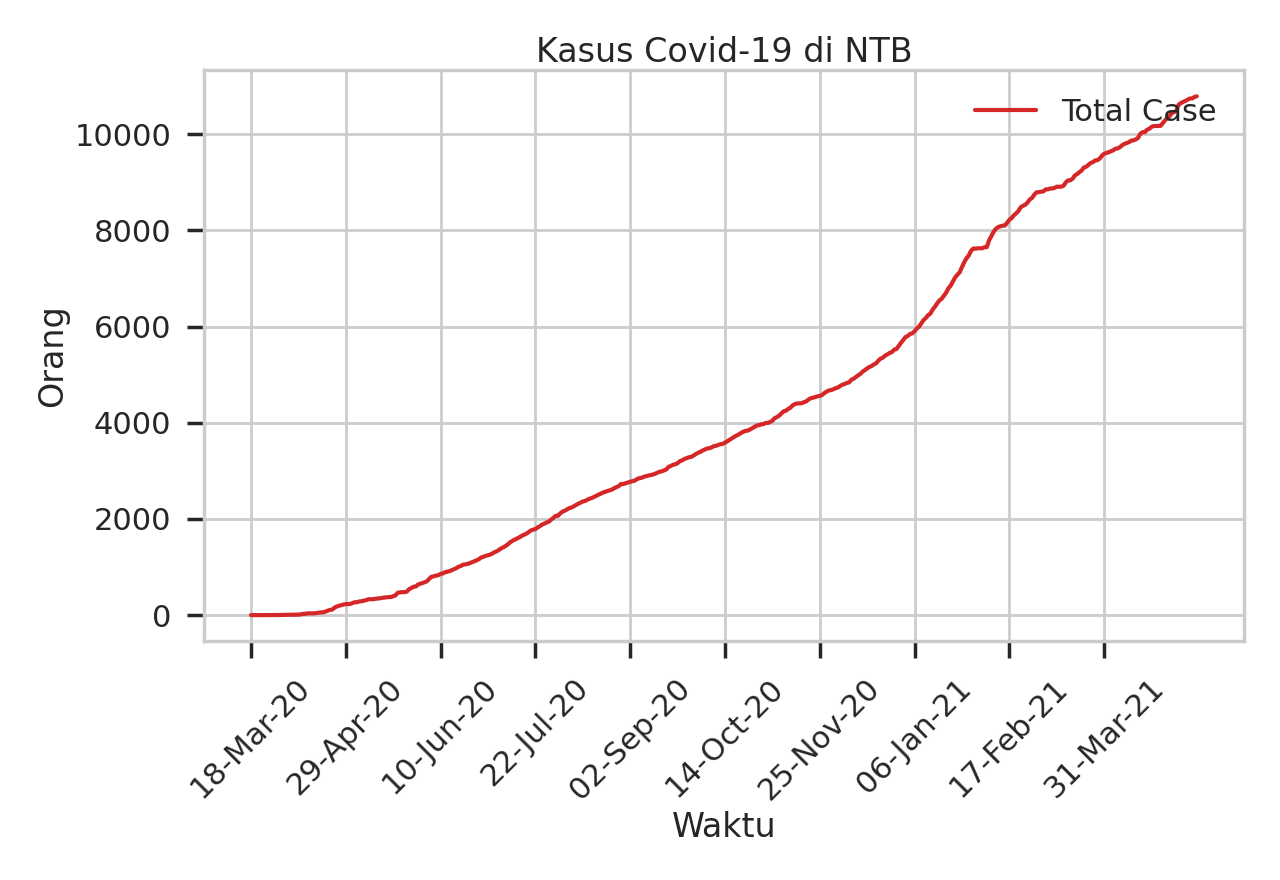 Kasus Covid-19 di NTB
Total Case
Orang
10000
8000
6000
4000
2000
0
18-Mar-20
29-Apr-20
10-Jun-20
22-Jul-20
02-Sep-20
14-Oct-20
25-Nov-20
06-Jan-21
17-Feb-21
31-Mar-21
Waktu